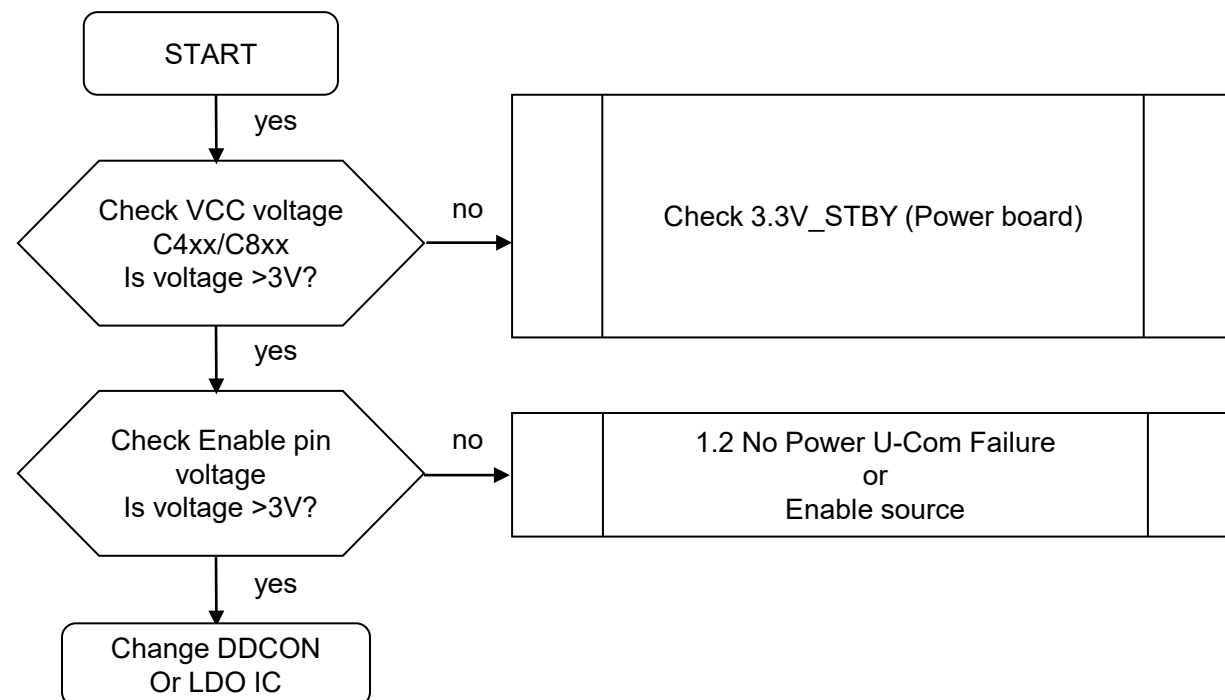 START
yes
Check VCC voltage
C4xx/C8xx
Is voltage >3V?
no
Check 3.3V_STBY (Power board)
yes
Check Enable pin
voltage
Is voltage >3V?
no
1.2 No Power U-Com Failure
or
Enable source
yes
Change DDCON
Or LDO IC